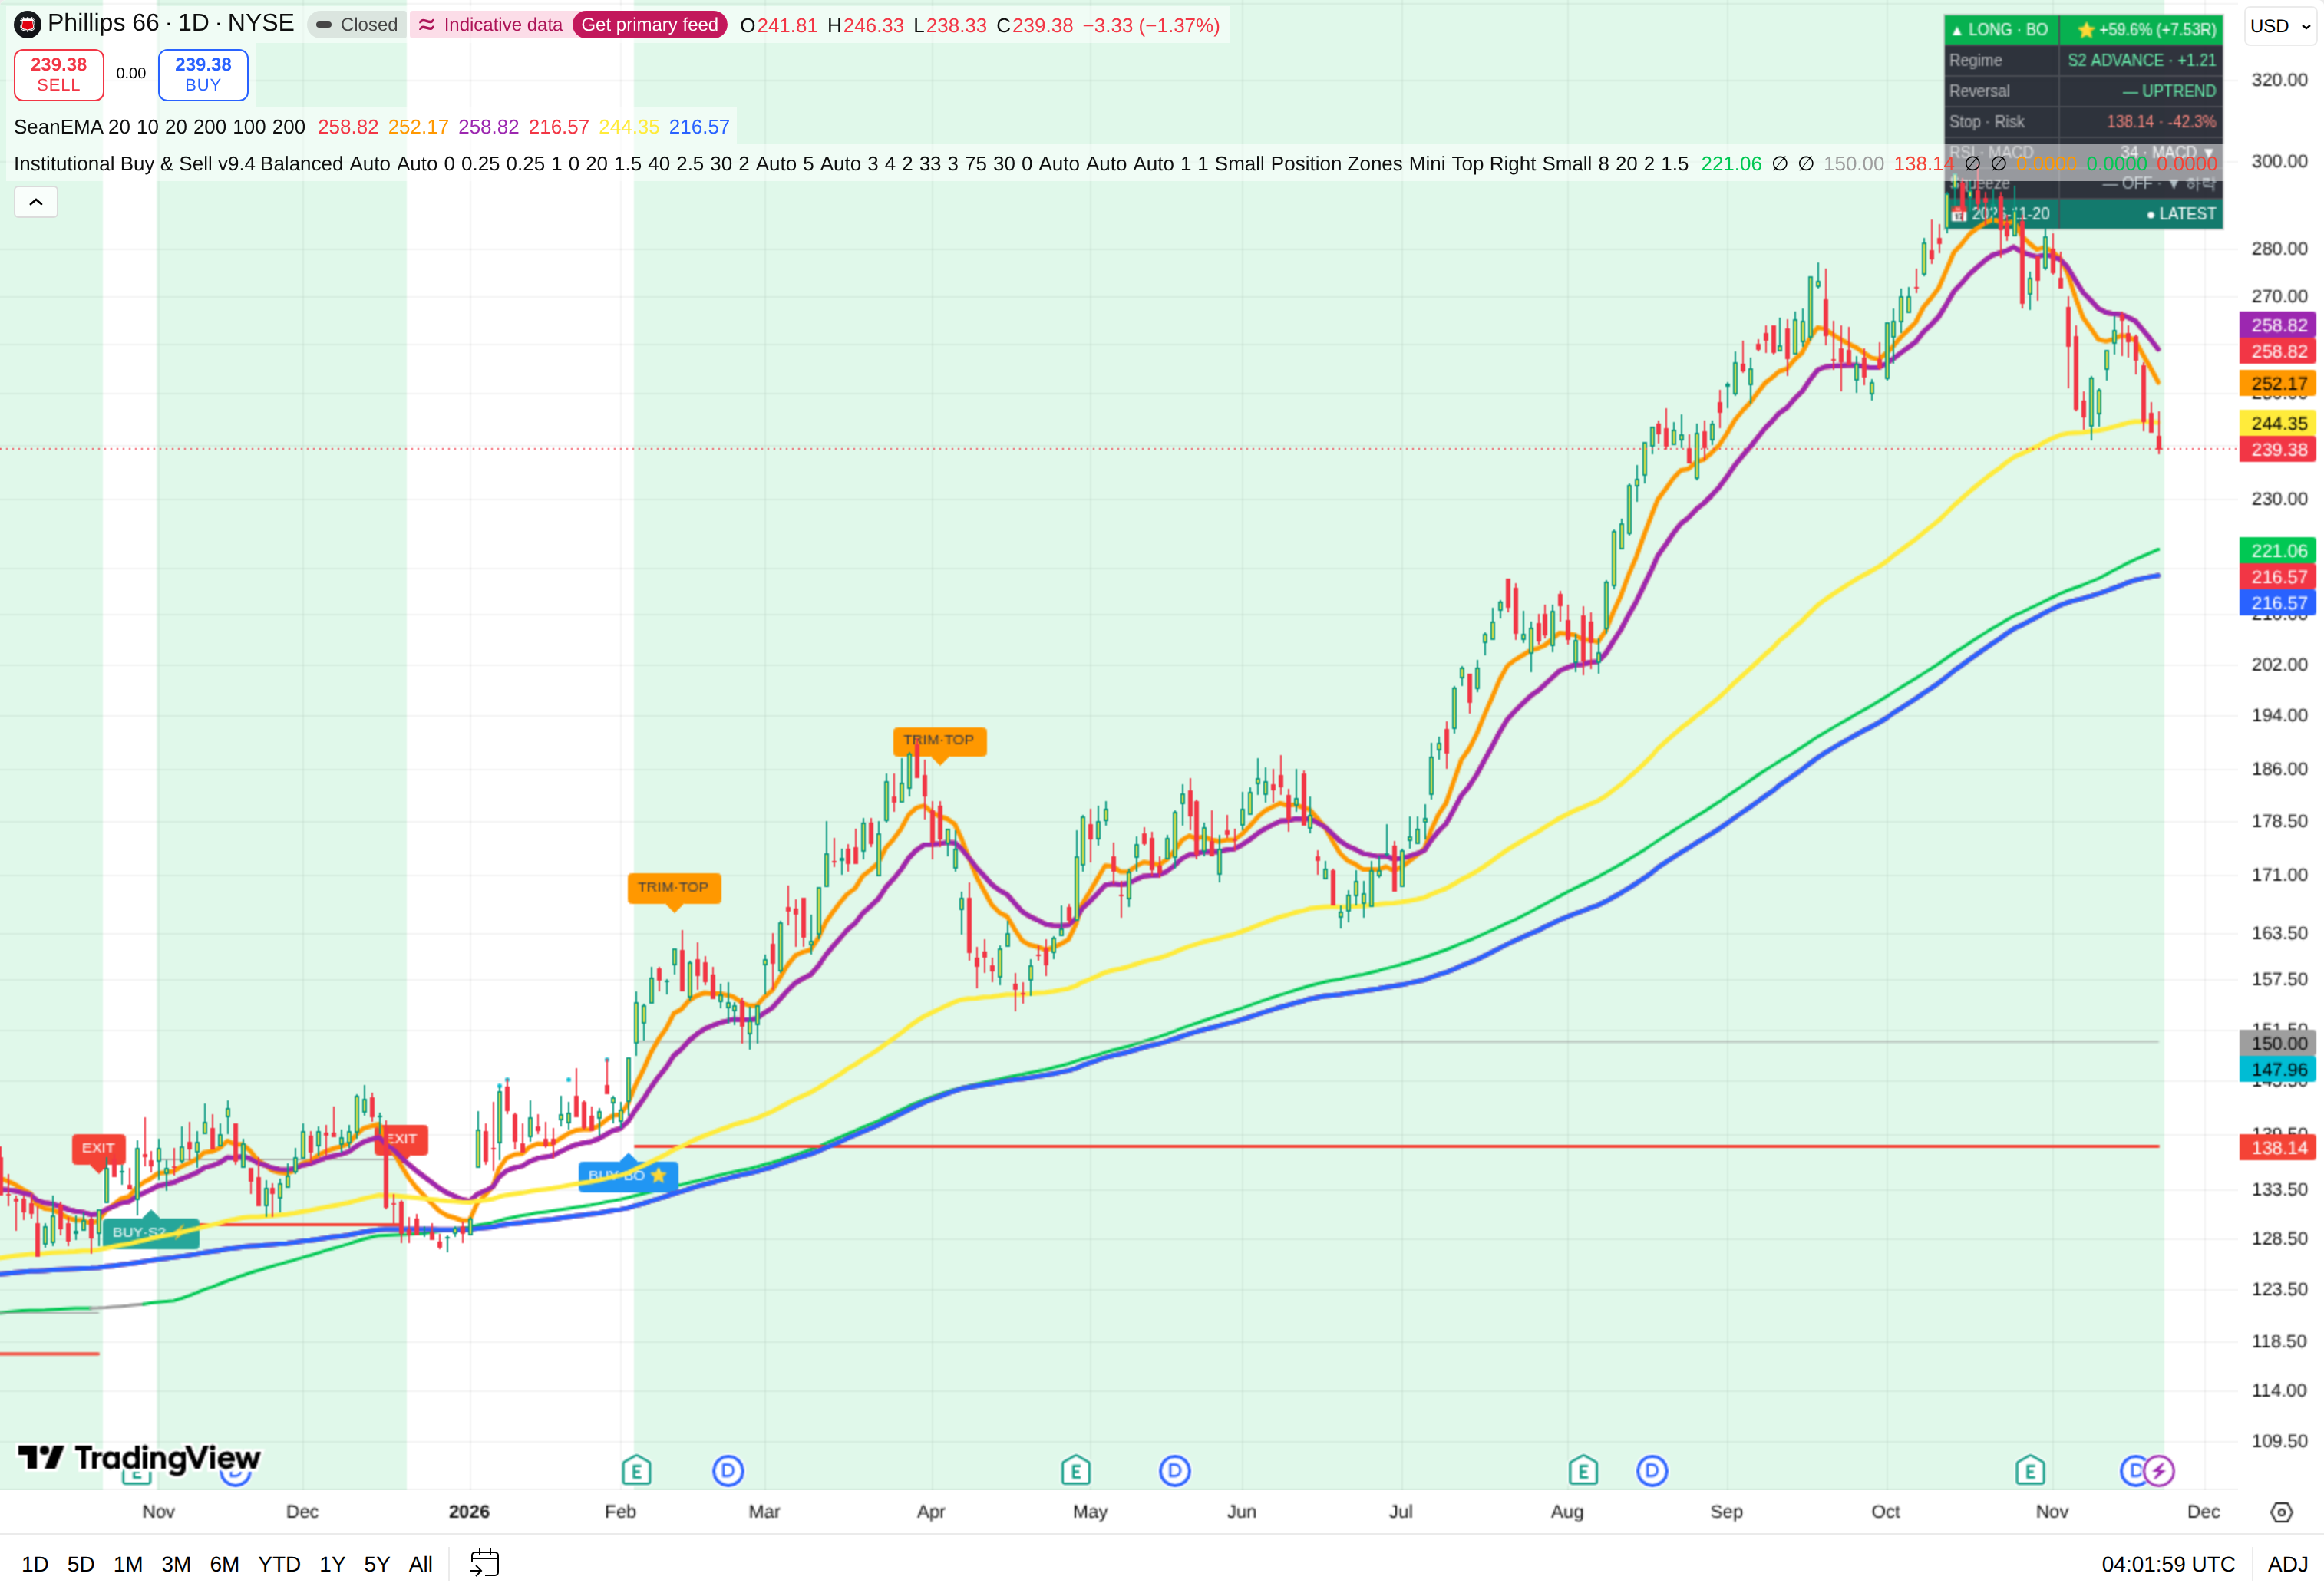 Phillips 66 · 1D · NYSE Closed Indicative data Get primary feed O241.81 H246.33 L238.33 C239.38 −3.33 (−1.37%)
239.38 SELL 0.00 239.38 BUY
SeanEMA 20 10 20 200 100 200 258.82 252.17 258.82 216.57 244.35 216.57
Institutional Buy & Sell v9.4 Balanced Auto Auto 0 0.25 0.25 1 0 20 1.5 40 2.5 30 2 Auto 5 Auto 3 4 2 33 3 75 30 0 Auto Auto Auto 1 1 Small Position Zones Mini Top Right Small 8 20 2 1.5 221.06 ∅ ∅ 150.00 138.14 ∅ ∅ 0.0000 0.0000 0.0000
▲ LONG · BO ⭐ +59.6% (+7.53R)
Regime S2 ADVANCE · +1.21
Reversal — UPTREND
Stop · Risk 138.14 · -42.3%
RSI · MACD 34 · MACD ▼
Squeeze — OFF · ▼ 하락
● LATEST
USD
320.00
300.00
280.00
270.00
258.82
258.82
252.17
244.35
239.38
230.00
221.06
216.57
216.57
202.00
194.00
186.00
178.50
171.00
163.50
157.50
150.00
147.96
138.14
133.50
128.50
123.50
118.50
114.00
109.50
TRIM·TOP
TRIM·TOP
EXIT
EXIT
BUY·BO ⭐
BUY·S2
TradingView
E D E D E D E D E D
Nov Dec 2026 Feb Mar Apr May Jun Jul Aug Sep Oct Nov Dec
1D 5D 1M 3M 6M YTD 1Y 5Y All 04:01:59 UTC ADJ